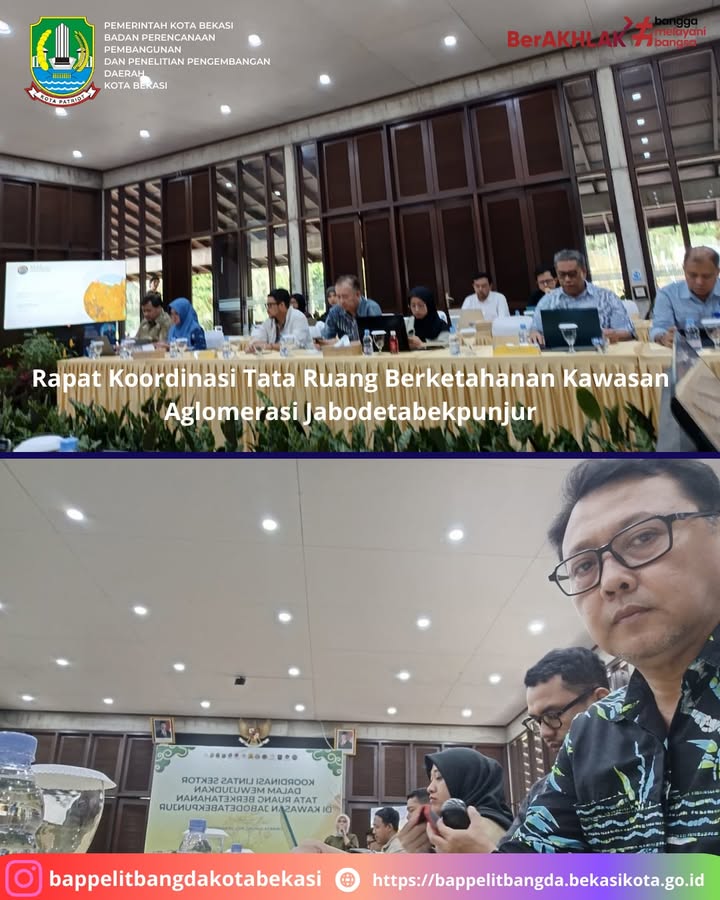 PEMERINTAH KOTA BEKASI
BADAN PERENCANAAN
PEMBANGUNAN
DAN PENELITIAN PENGEMBANGAN
DAERAH
KOTA BEKASI
KOTA PATRIOT
BerAKHLAK
#
bangga
melayani
bangsa
Rapat Koordinasi Tata Ruang Berketahanan Kawasan
Aglomerasi Jabodetabekpunjur
KOORDINASI LINTAS SEKTOR
DALAM MEWUJUDKAN
TATA RUANG BERKETAHANAN
DI KAWASAN JABODETABEKPUNJUR
bappelitbangdakotabekasi
https://bappelitbangda.bekasikota.go.id